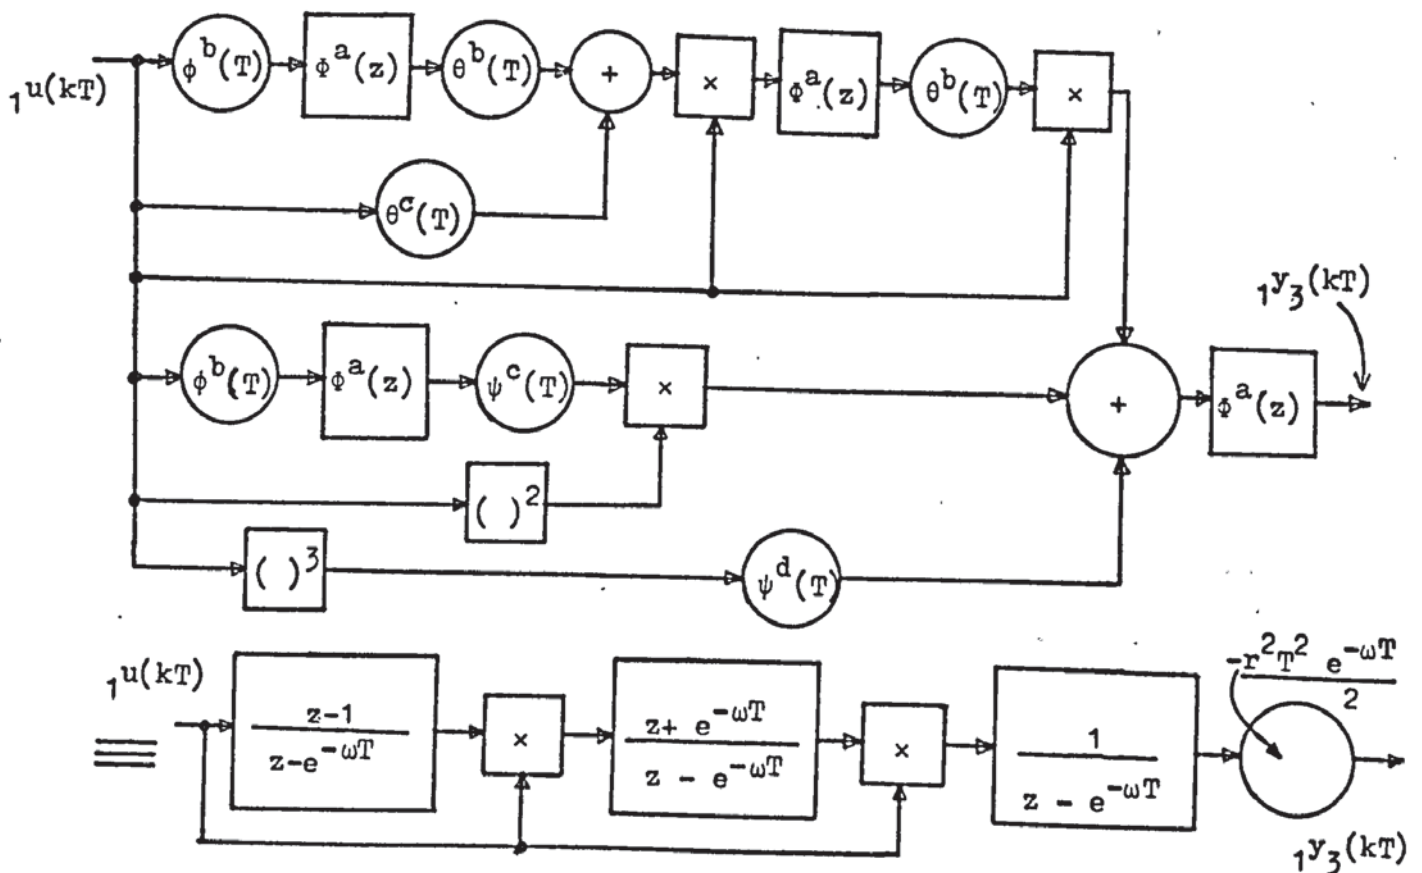 ₁u(kT)
ϕᵇ(T)
Φᵃ(z)
θᵇ(T)
+
×
Φᵃ(z)
θᵇ(T)
×
θᶜ(T)
₁y₃(kT)
ϕᵇ(T)
Φᵃ(z)
ψᶜ(T)
×
+
Φᵃ(z)
( )²
( )³
ψᵈ(T)
₁u(kT)
z-1
z-e^-ωT
×
z+ e^-ωT
z - e^-ωT
×
1
z - e^-ωT
-r²T² e^-ωT
2
₁y₃(kT)